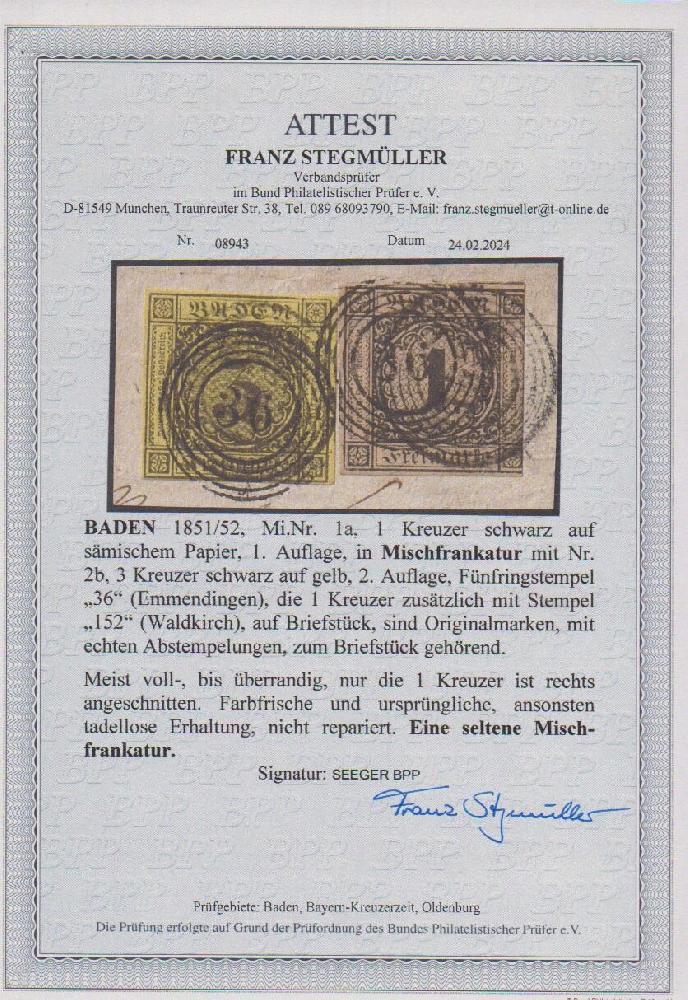 ATTEST
FRANZ STEGMÜLLER
Verbandsprüfer
im Bund Philatelistischer Prüfer e. V.
D-81549 München, Traunreuter Str. 38, Tel. 089 68093790, E-Mail: franz.stegmueller@t-online.de
Nr. 08943 Datum 24.02.2024
BADEN
BADEN
36
1
Freimarke
BADEN 1851/52, Mi.Nr. 1a, 1 Kreuzer schwarz auf
sämischem Papier, 1. Auflage, in Mischfrankatur mit Nr.
2b, 3 Kreuzer schwarz auf gelb, 2. Auflage, Fünfringstempel
„36“ (Emmendingen), die 1 Kreuzer zusätzlich mit Stempel
„152“ (Waldkirch), auf Briefstück, sind Originalmarken, mit
echten Abstempelungen, zum Briefstück gehörend.
Meist voll-, bis überrandig, nur die 1 Kreuzer ist rechts
angeschnitten. Farbfrische und ursprüngliche, ansonsten
tadellose Erhaltung, nicht repariert. Eine seltene Misch-
frankatur.
Signatur: SEEGER BPP
Franz Stegmüller
Prüfgebiete: Baden, Bayern-Kreuzerzeit, Oldenburg
Die Prüfung erfolgte auf Grund der Prüfordnung des Bundes Philatelistischer Prüfer e.V.